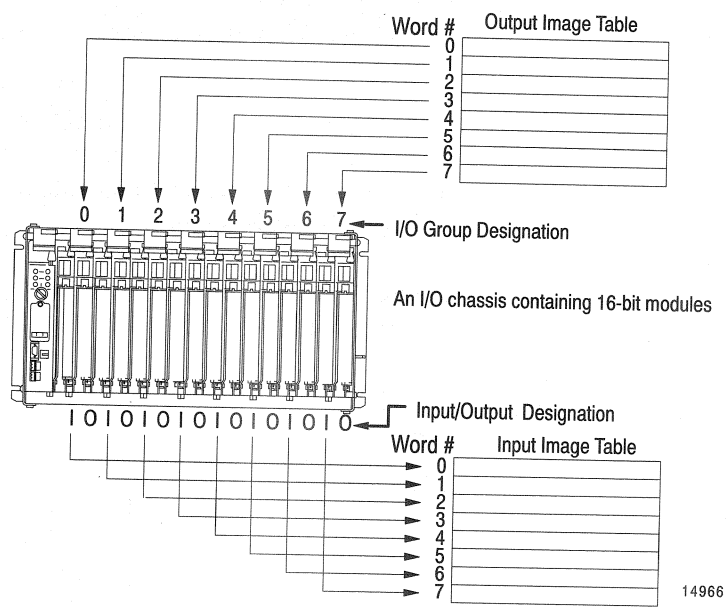 Word # Output Image Table
0
1
2
3
4
5
6
7
0 1 2 3 4 5 6 7
I/O Group Designation
An I/O chassis containing 16-bit modules
I O I O I O I O I O I O I O I O
Input/Output Designation
Word # Input Image Table
0
1
2
3
4
5
6
7
14966